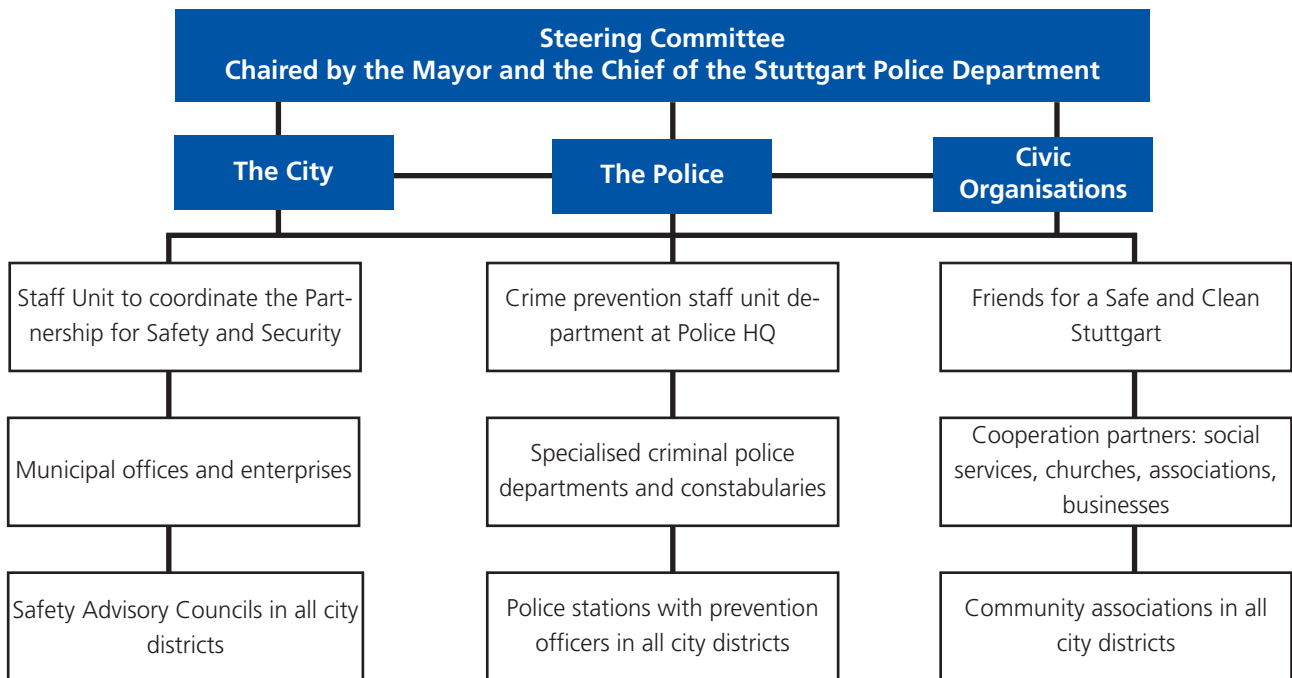 Steering Committee
Chaired by the Mayor and the Chief of the Stuttgart Police Department
The City
The Police
Civic
Organisations
Staff Unit to coordinate the Part-
nership for Safety and Security
Crime prevention staff unit de-
partment at Police HQ
Friends for a Safe and Clean
Stuttgart
Municipal offices and enterprises
Specialised criminal police
departments and constabularies
Cooperation partners: social
services, churches, associations,
businesses
Safety Advisory Councils in all city
districts
Police stations with prevention
officers in all city districts
Community associations in all
city districts